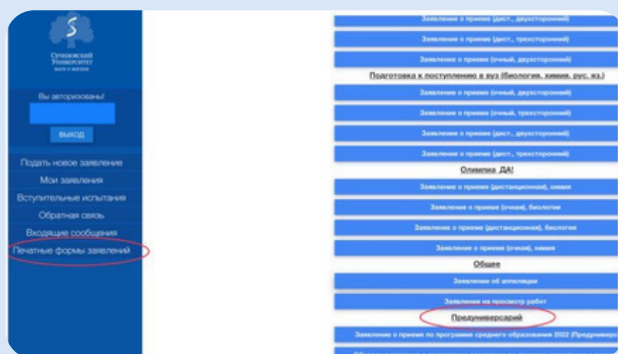 Сеченовский
Университет
Вы авторизованы!
ВЫХОД
Подать новое заявление
Мои заявления
Вступительные испытания
Обратная связь
Входящие сообщения
Печатные формы заявлений
Заявление о приеме (дист., двухсторонний)
Заявление о приеме (дист., трехсторонний)
Заявление о приеме (очный, двухсторонний)
Подготовка к поступлению в вуз (биология, химия, рус. яз.)
Заявление о приеме (очный, двухсторонний)
Заявление о приеме (очный, трехсторонний)
Заявление о приеме (дист., двухсторонний)
Заявление о приеме (дист., трехсторонний)
Олимпиа ДА!
Заявление о приеме (дистанционная), химия
Заявление о приеме (очная), биология
Заявление о приеме (дистанционная), биология
Заявление о приеме (очная), химия
Общее
Заявление об апелляции
Заявление на просмотр работ
Предуниверсарий
Заявление о приеме по программе среднего образования 2022 (Предуниверс